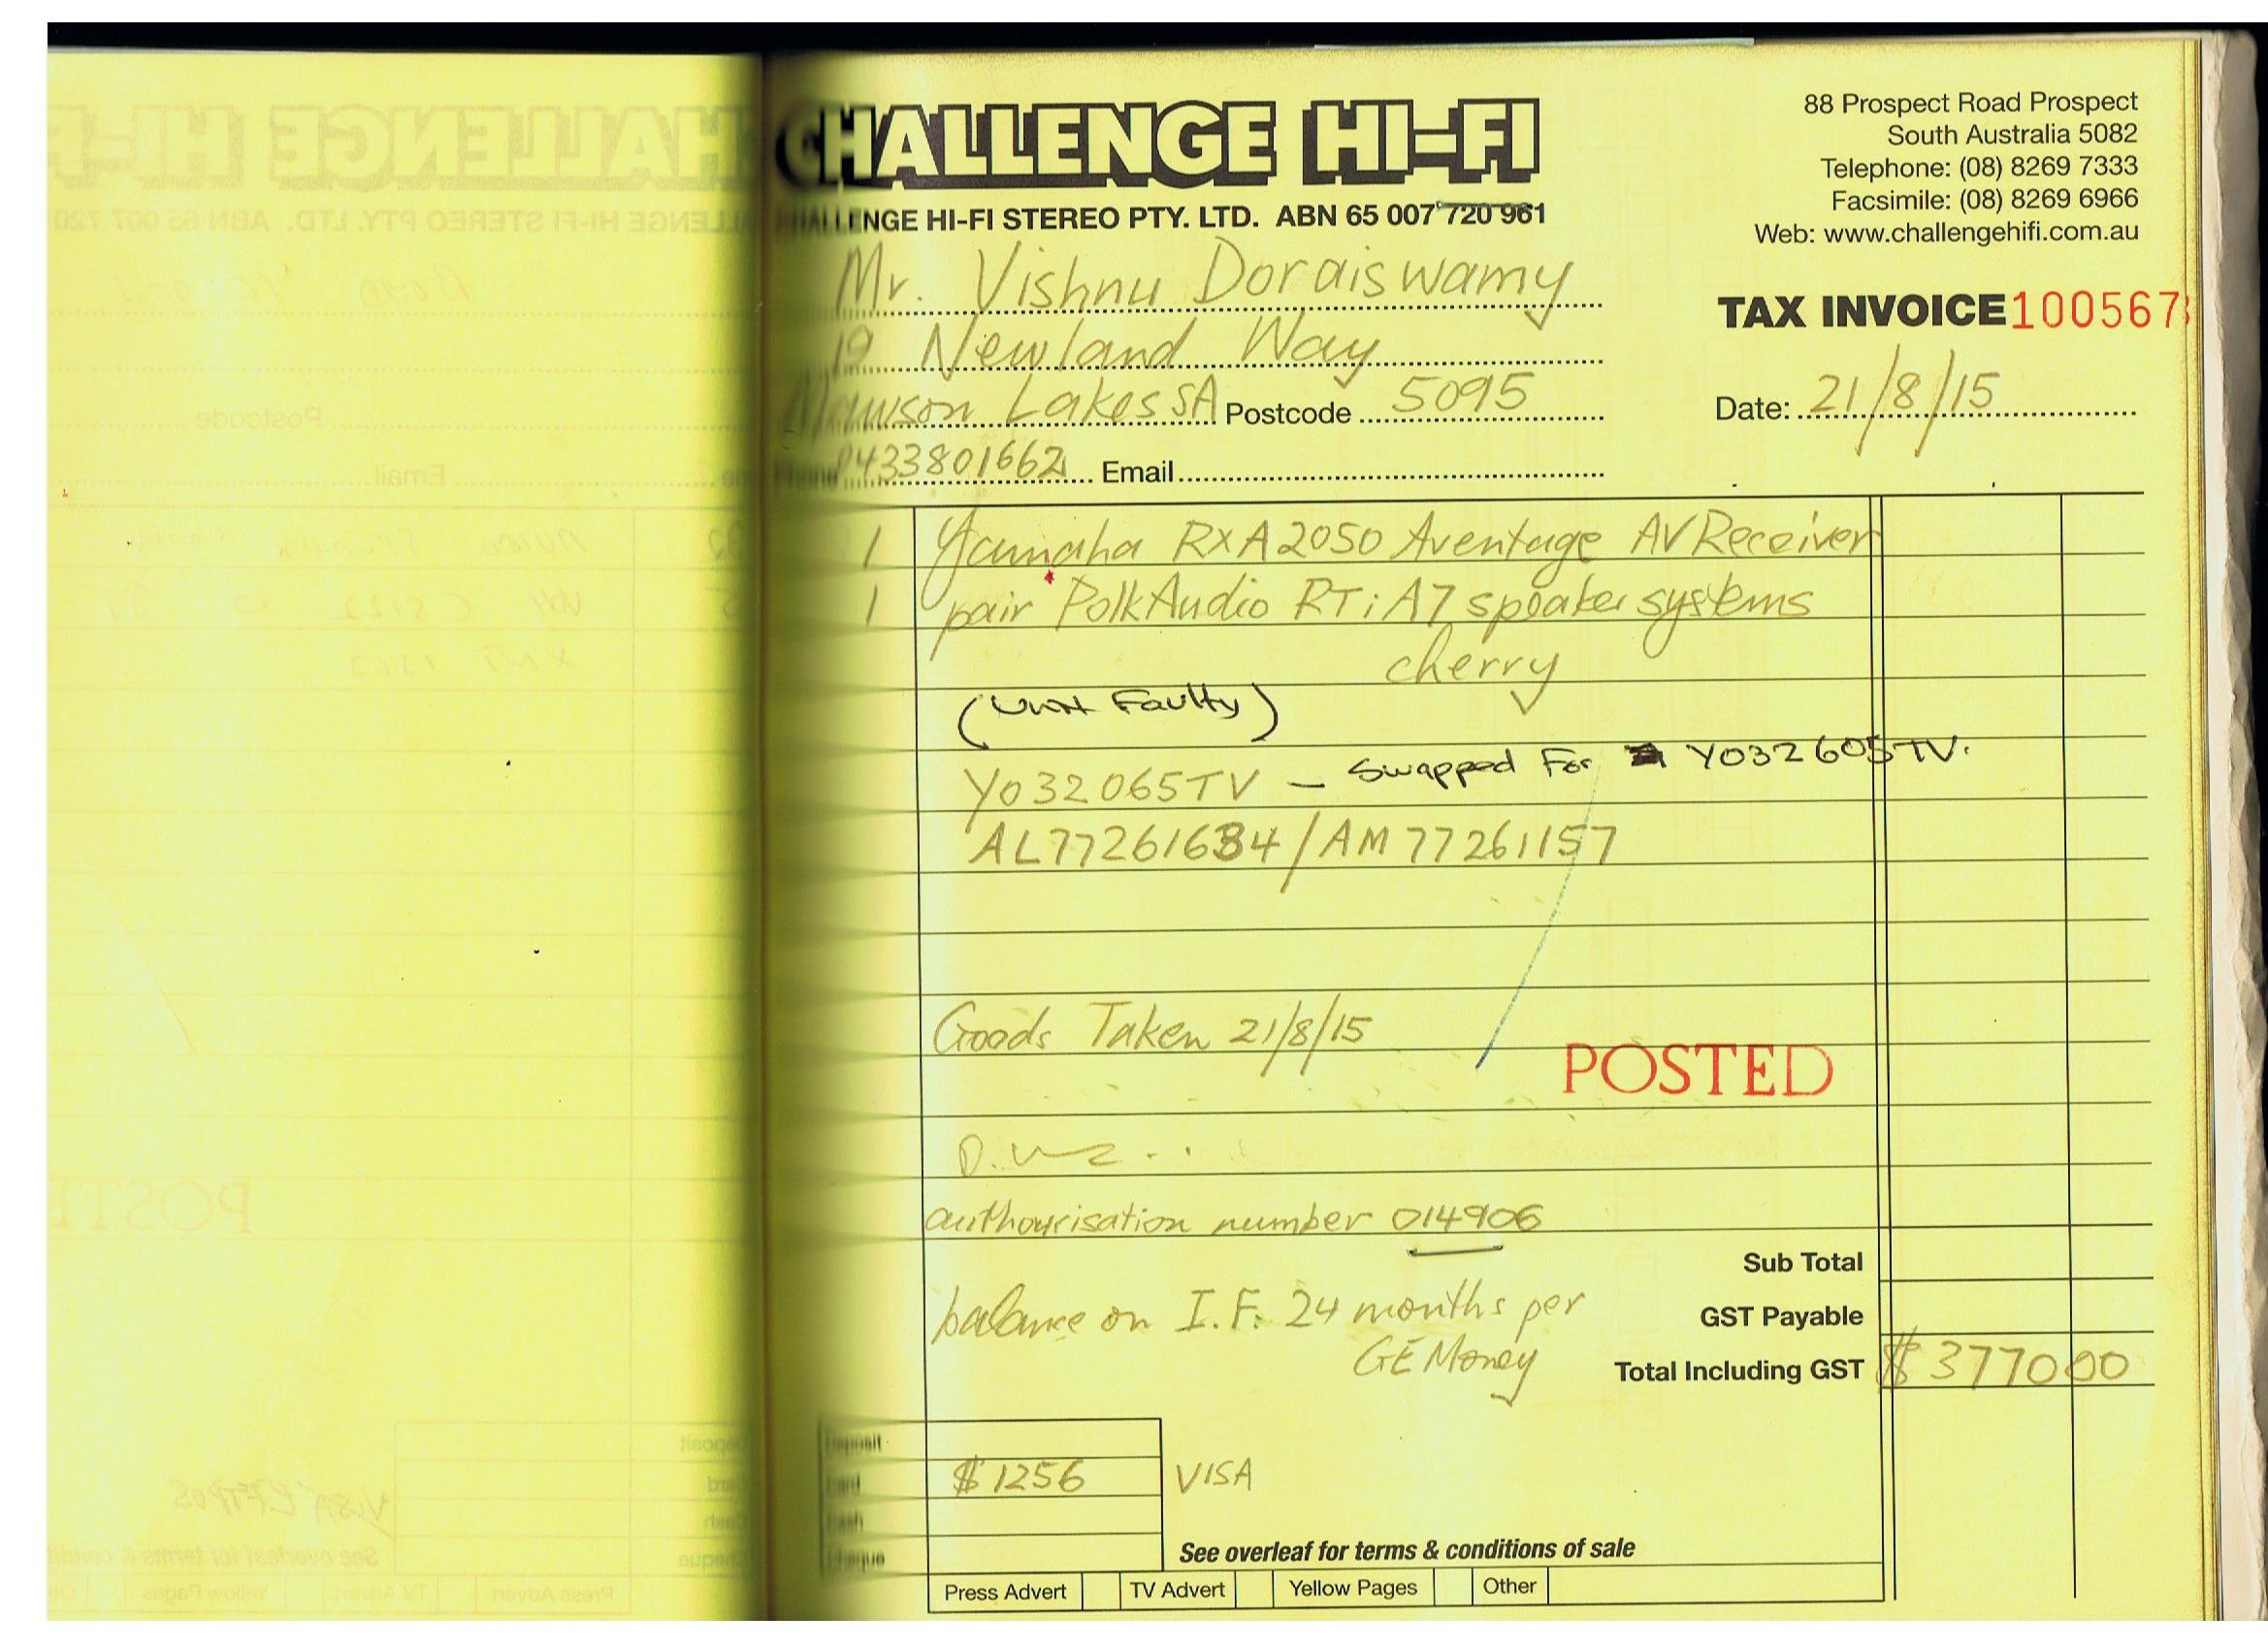 CHALLENGE HI-FI
CHALLENGE HI-FI STEREO PTY. LTD. ABN 65 007 720 961
88 Prospect Road Prospect
South Australia 5082
Telephone: (08) 8269 7333
Facsimile: (08) 8269 6966
Web: www.challengehifi.com.au
Mr. Vishnu Doraiswamy
19 Newland Way
Mawson Lakes SA Postcode 5095
Phone 0433801662 Email
TAX INVOICE 100567
Date: 21/8/15
1 Yamaha RXA2050 Aventage AV Receiver
1 pair Polk Audio RTiA7 speaker systems
cherry
(Unit Faulty)
Y032065TV - Swapped For Y032605TV.
AL77261634/AM77261157
Goods Taken 21/8/15
POSTED
authourisation number 014906
balance on I.F. 24 months per
GE Money
Sub Total
GST Payable
Total Including GST $377000
Deposit
Card $1256 VISA
Cash
Cheque
See overleaf for terms & conditions of sale
Press Advert TV Advert Yellow Pages Other